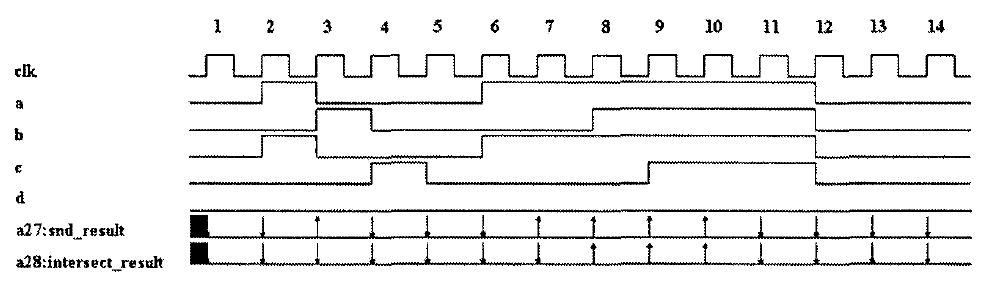 1 2 3 4 5 6 7 8 9 10 11 12 13 14
clk
a
b
c
d
a27:snd_result
a28:intersect_result